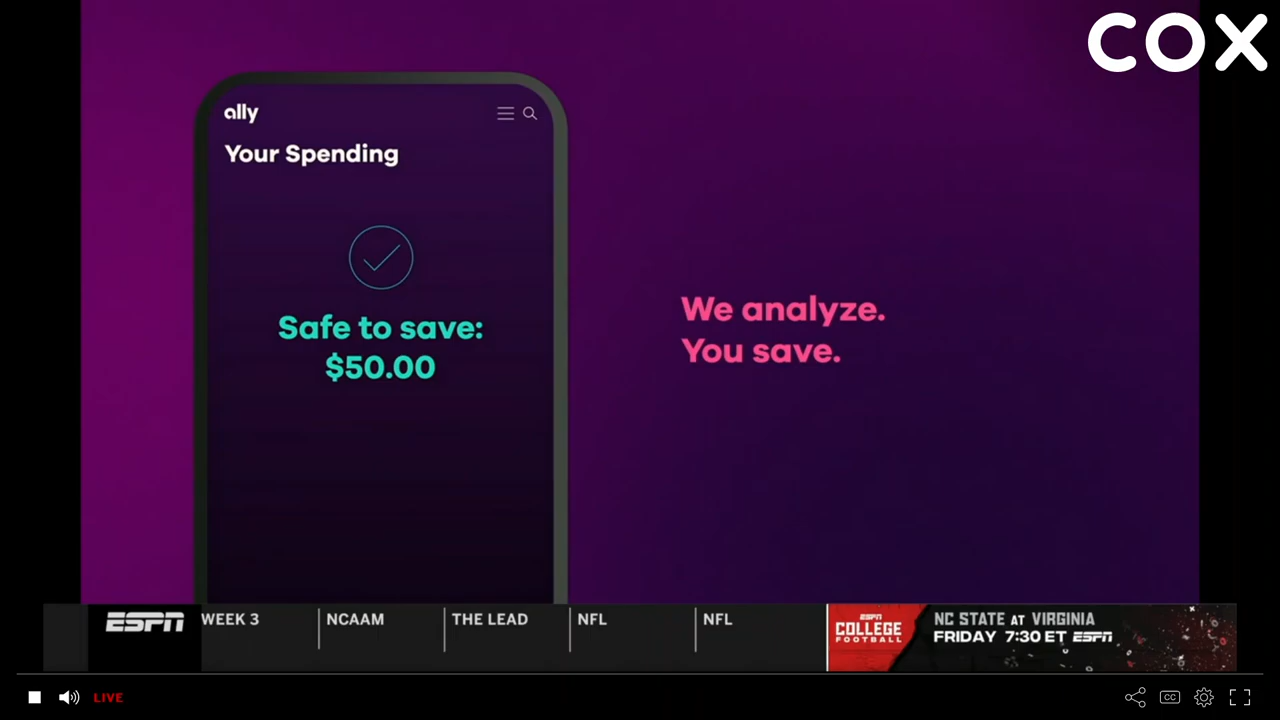 COX
ally
Your Spending
Safe to save:
$50.00
We analyze.
You save.
ESPN
WEEK 3
NCAAM
THE LEAD
NFL
NFL
ESPN
COLLEGE
FOOTBALL
NC STATE AT VIRGINIA
FRIDAY 7:30 ET ESPN
LIVE
CC